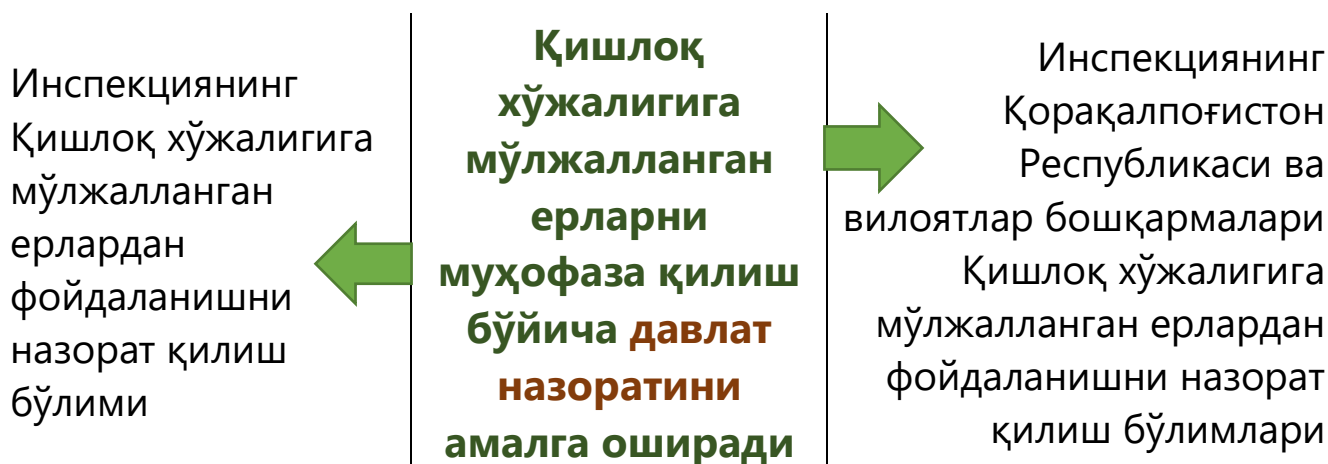 Инспекциянинг
Қишлоқ хўжалигига
мўлжалланган
ерлардан
фойдаланишни
назорат қилиш
бўлими
Қишлоқ
хўжалигига
мўлжалланган
ерларни
муҳофаза қилиш
бўйича давлат
назоратини
амалга оширади
Инспекциянинг
Қорақалпоғистон
Республикаси ва
вилоятлар бошқармалари
Қишлоқ хўжалигига
мўлжалланган ерлардан
фойдаланишни назорат
қилиш бўлимлари